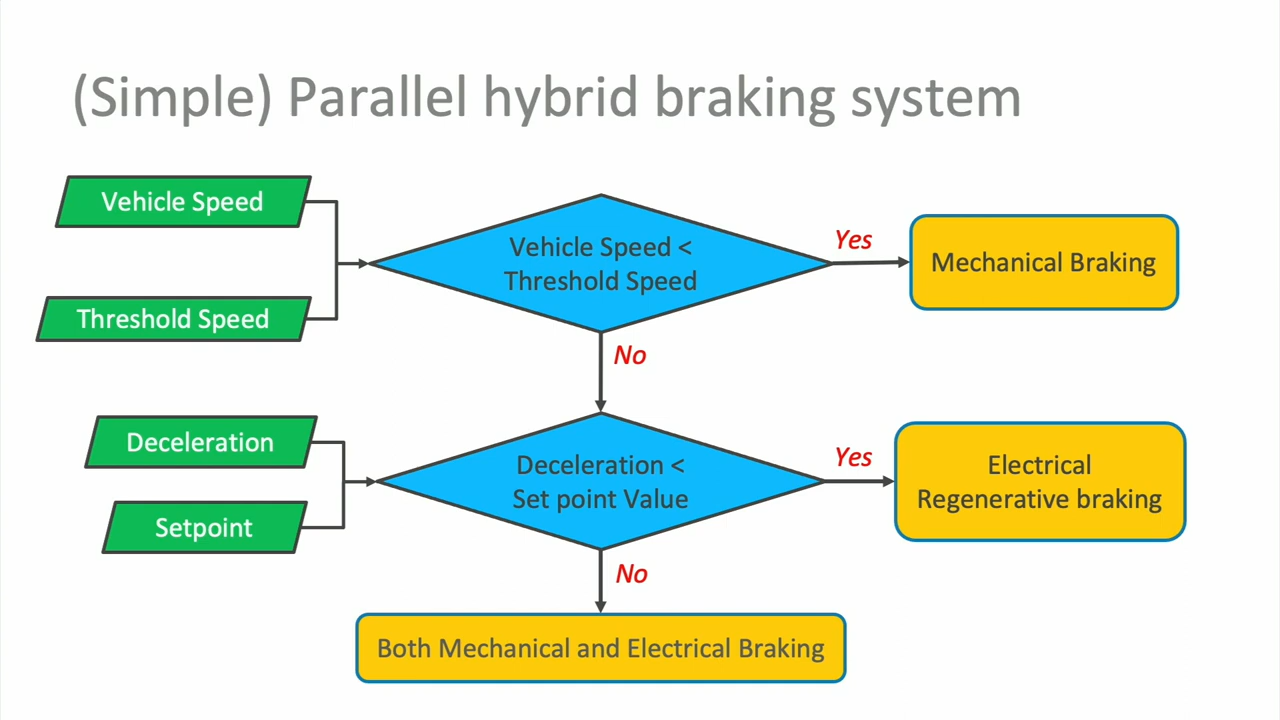 (Simple) Parallel hybrid braking system
Vehicle Speed
Threshold Speed
Vehicle Speed <
Threshold Speed
Yes
Mechanical Braking
No
Deceleration
Setpoint
Deceleration <
Set point Value
Yes
Electrical
Regenerative braking
No
Both Mechanical and Electrical Braking